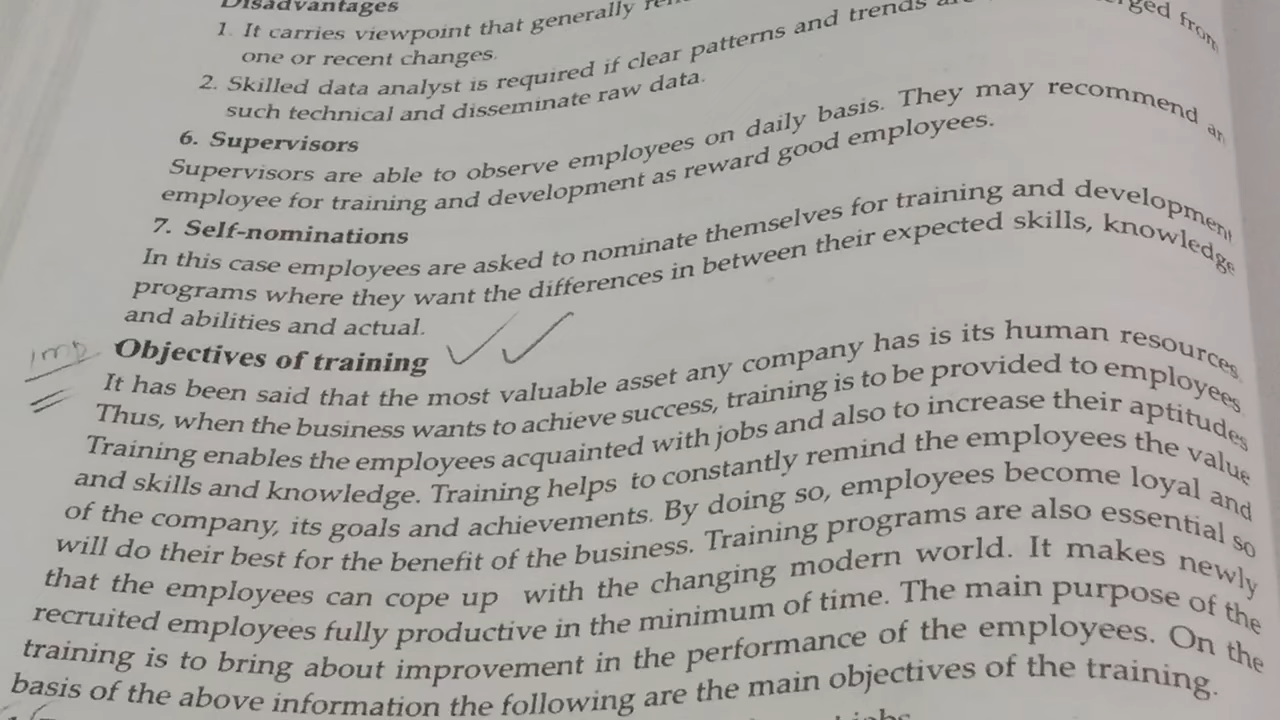 Disadvantages
1. It carries viewpoint that generally
one or recent changes.
2. Skilled data analyst is required if clear patterns and trends
such technical and disseminate raw data.
6. Supervisors
Supervisors are able to observe employees on daily basis. They may recommend an
employee for training and development as reward good employees.
7. Self-nominations
In this case employees are asked to nominate themselves for training and development
programs where they want the differences in between their expected skills, knowledge
and abilities and actual.
imp Objectives of training
It has been said that the most valuable asset any company has is its human resources.
Thus, when the business wants to achieve success, training is to be provided to employees.
Training enables the employees acquainted with jobs and also to increase their aptitudes
and skills and knowledge. Training helps to constantly remind the employees the value
of the company, its goals and achievements. By doing so, employees become loyal and
will do their best for the benefit of the business. Training programs are also essential so
that the employees can cope up with the changing modern world. It makes newly
recruited employees fully productive in the minimum of time. The main purpose of the
training is to bring about improvement in the performance of the employees. On the
basis of the above information the following are the main objectives of the training.
jobs